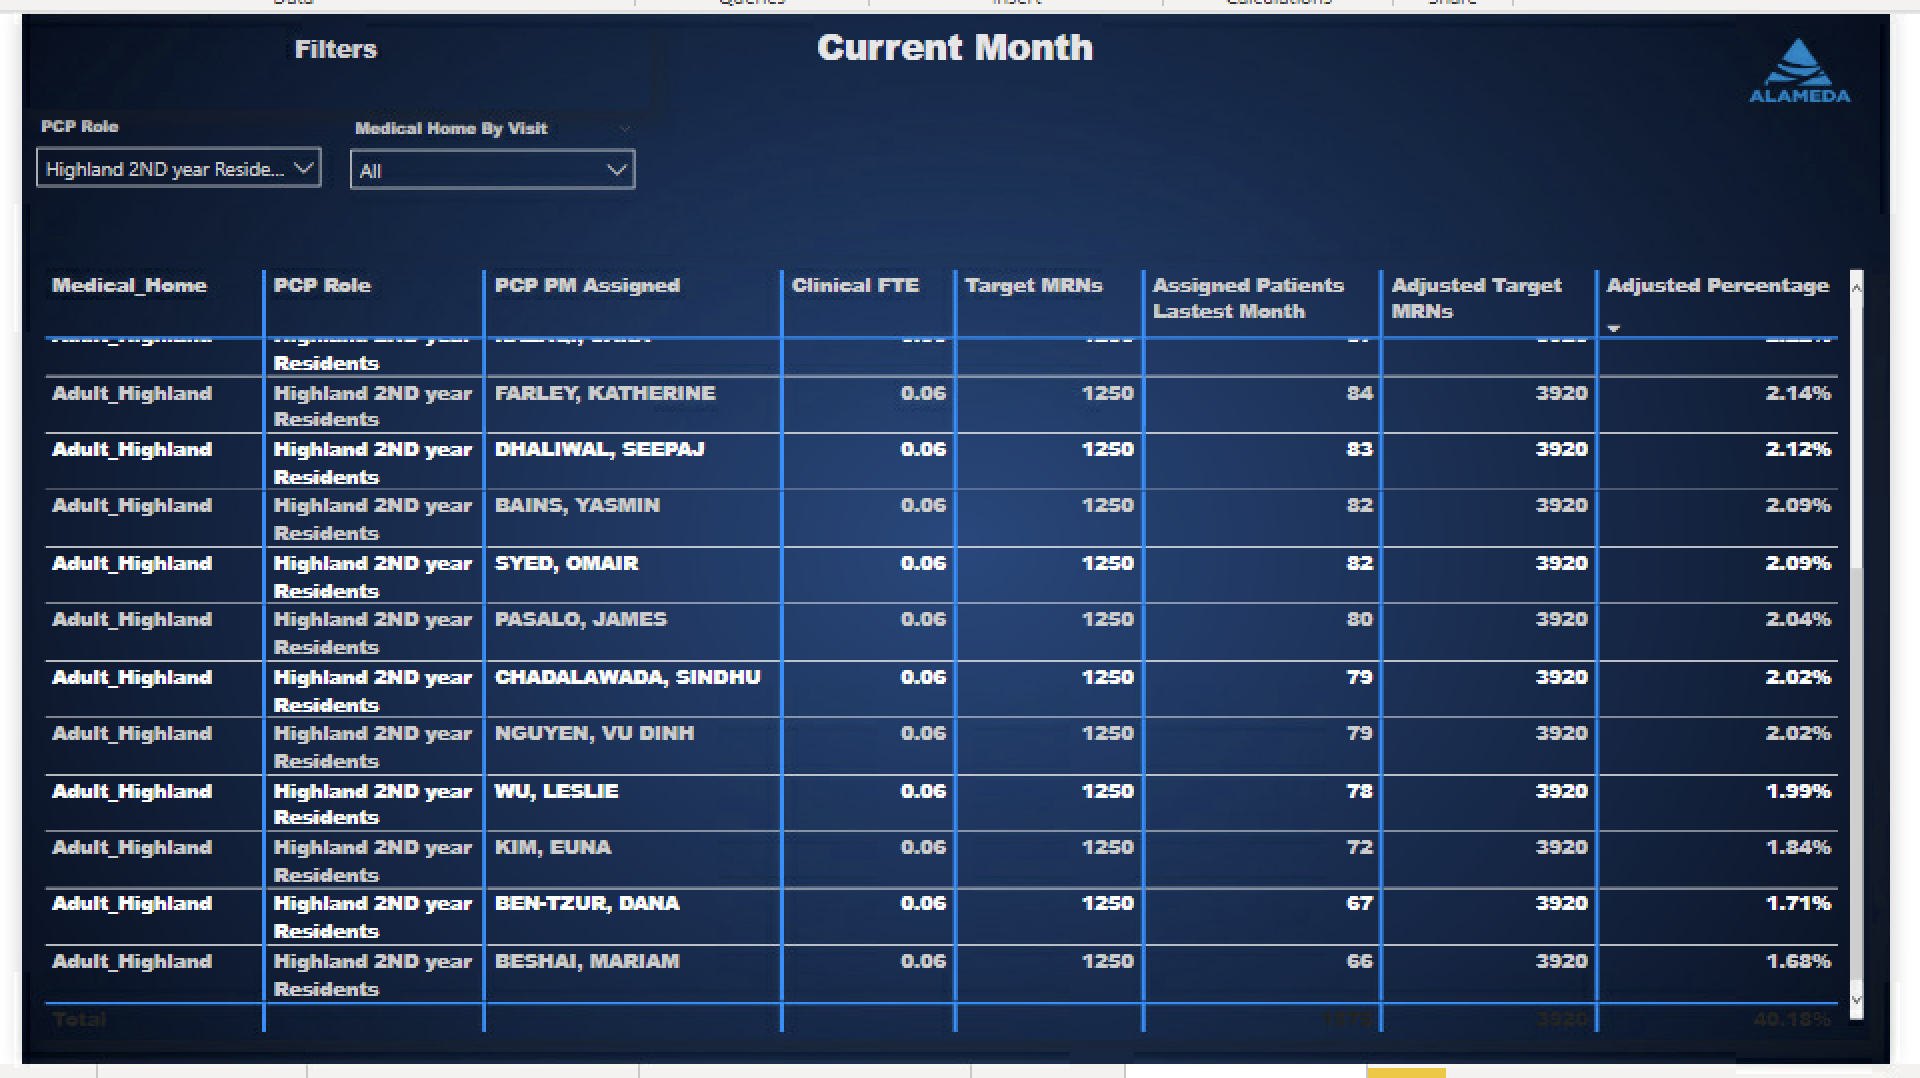 Filters
Current Month
ALAMEDA
PCP Role
Medical Home By Visit
Highland 2ND year Reside...
All
Medical_Home PCP Role PCP PM Assigned Clinical FTE Target MRNs Assigned Patients Lastest Month Adjusted Target MRNs Adjusted Percentage
Residents
Adult_Highland Highland 2ND year Residents FARLEY, KATHERINE 0.06 1250 84 3920 2.14%
Adult_Highland Highland 2ND year Residents DHALIWAL, SEEPAJ 0.06 1250 83 3920 2.12%
Adult_Highland Highland 2ND year Residents BAINS, YASMIN 0.06 1250 82 3920 2.09%
Adult_Highland Highland 2ND year Residents SYED, OMAIR 0.06 1250 82 3920 2.09%
Adult_Highland Highland 2ND year Residents PASALO, JAMES 0.06 1250 80 3920 2.04%
Adult_Highland Highland 2ND year Residents CHADALAWADA, SINDHU 0.06 1250 79 3920 2.02%
Adult_Highland Highland 2ND year Residents NGUYEN, VU DINH 0.06 1250 79 3920 2.02%
Adult_Highland Highland 2ND year Residents WU, LESLIE 0.06 1250 78 3920 1.99%
Adult_Highland Highland 2ND year Residents KIM, EUNA 0.06 1250 72 3920 1.84%
Adult_Highland Highland 2ND year Residents BEN-TZUR, DANA 0.06 1250 67 3920 1.71%
Adult_Highland Highland 2ND year Residents BESHAI, MARIAM 0.06 1250 66 3920 1.68%
Total 3920 40.18%